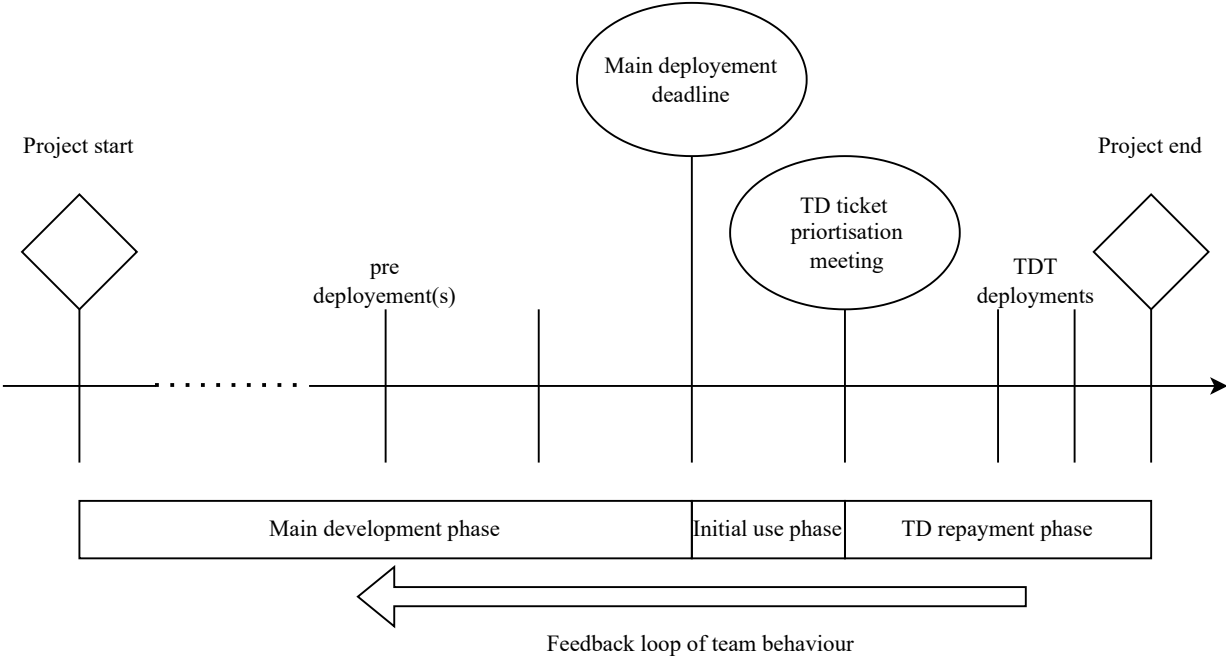 Main deployement
deadline
Project start
Project end
TD ticket
priortisation
meeting
pre
deployement(s)
TDT
deployments
Main development phase
Initial use phase
TD repayment phase
Feedback loop of team behaviour